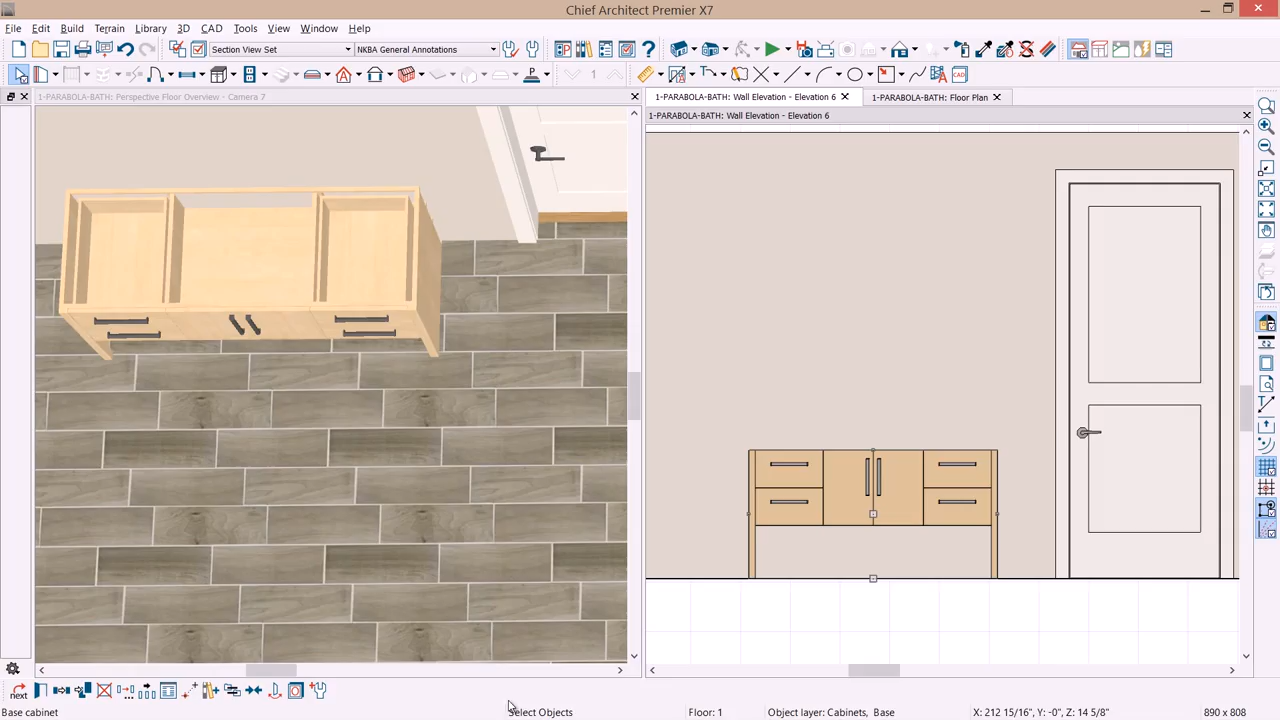 Chief Architect Premier X7
File Edit Build Terrain Library 3D CAD Tools Window View Help
Section View Set NKBA General Annotations
1
CAD
1-PARABOLA-BATH: Perspective Floor Overview - Camera 7
1-PARABOLA-BATH: Wall Elevation - Elevation 6 1-PARABOLA-BATH: Floor Plan
1-PARABOLA-BATH: Wall Elevation - Elevation 6
next
Base cabinet Select Objects Floor: 1 Object layer: Cabinets, Base X: 212 15/16", Y: -0", Z: 14 5/8" 890 x 808